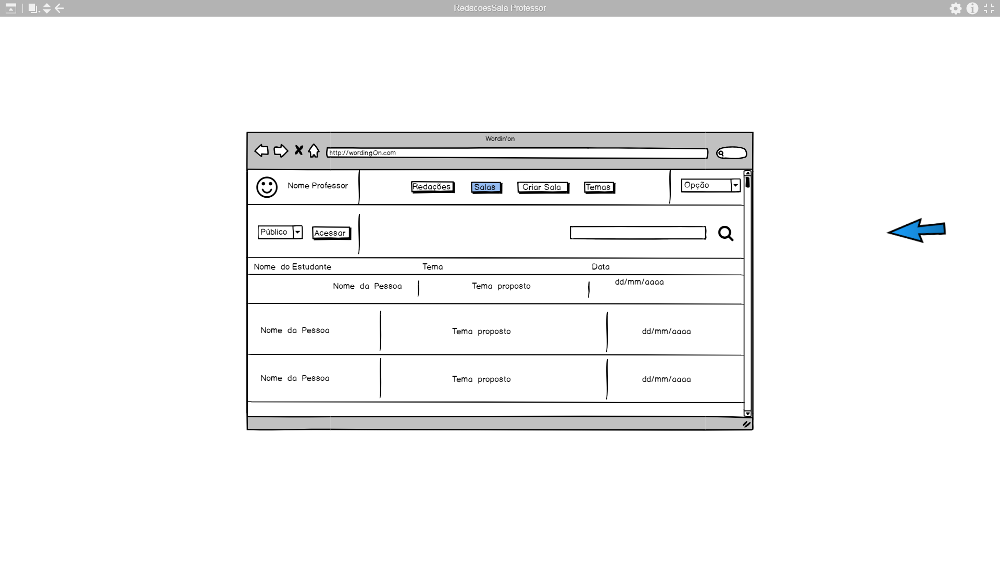 RedacoesSala Professor
Wordin'on
http://wordingOn.com
Nome Professor
Redações
Salas
Criar Sala
Temas
Opção
Público
Acessar
Nome do Estudante Tema Data
Nome da Pessoa Tema proposto dd/mm/aaaa
Nome da Pessoa Tema proposto dd/mm/aaaa
Nome da Pessoa Tema proposto dd/mm/aaaa